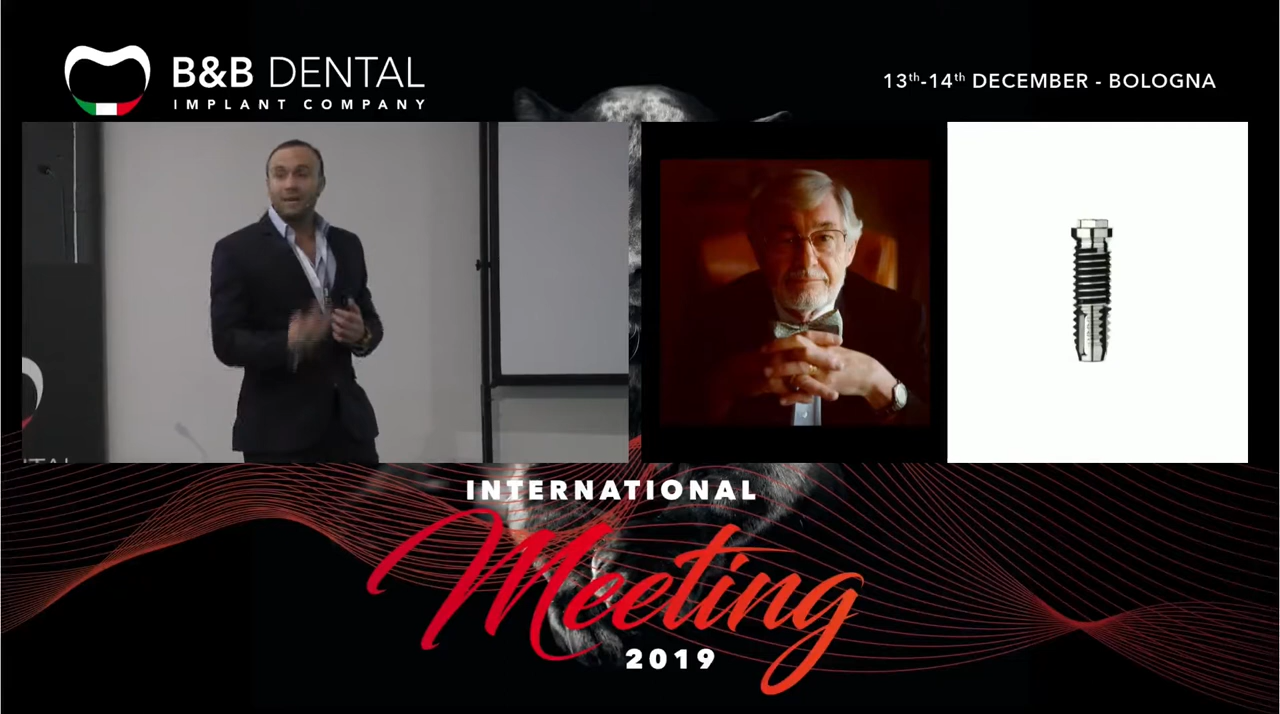 B&B DENTAL
IMPLANT COMPANY
13th-14th DECEMBER - BOLOGNA
INTERNATIONAL
Meeting
2019